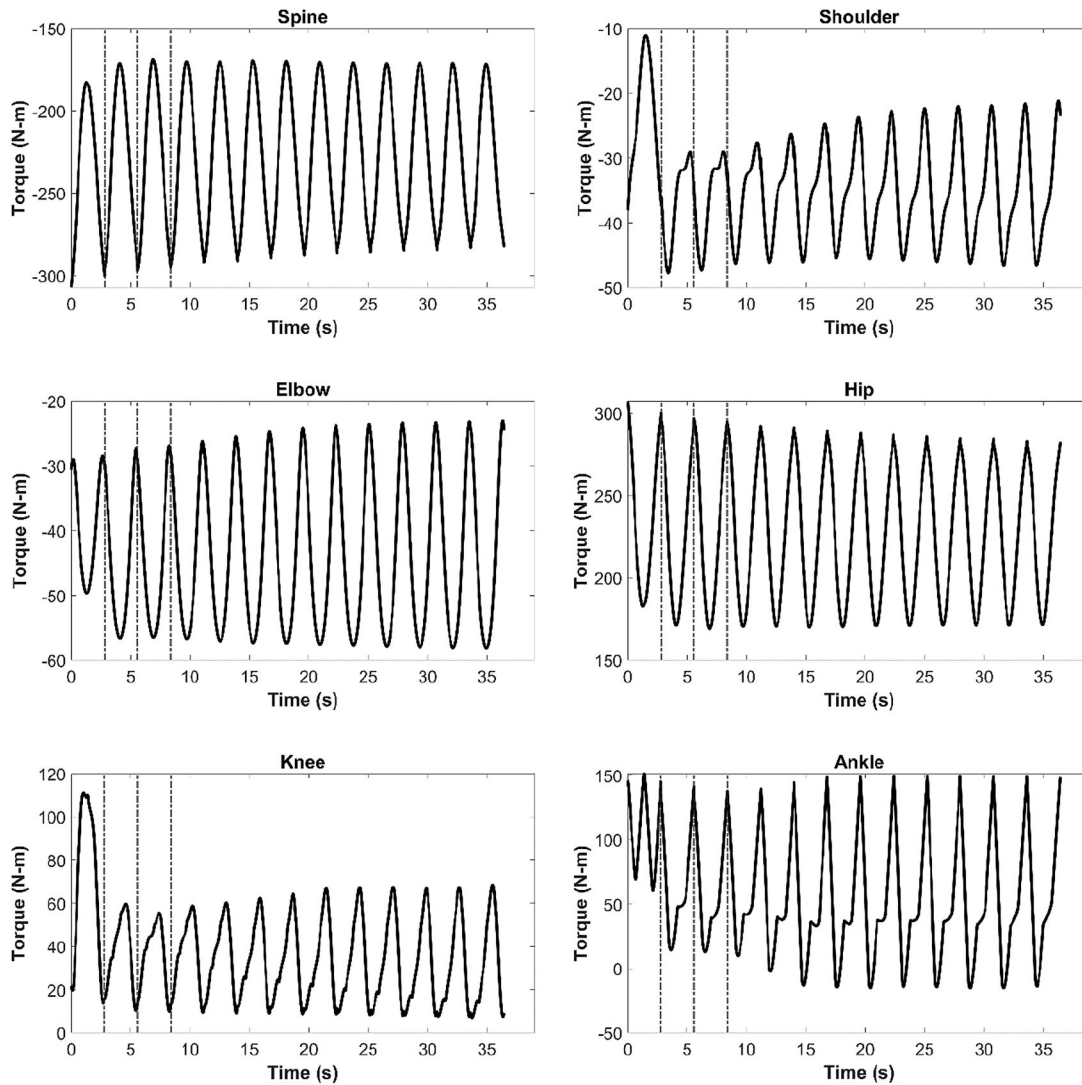 Spine
Torque (N-m)
-150
-200
-250
-300
0 5 10 15 20 25 30 35
Time (s)
Shoulder
Torque (N-m)
-10
-20
-30
-40
-50
0 5 10 15 20 25 30 35
Time (s)
Elbow
Torque (N-m)
-20
-30
-40
-50
-60
0 5 10 15 20 25 30 35
Time (s)
Hip
Torque (N-m)
300
250
200
150
0 5 10 15 20 25 30 35
Time (s)
Knee
Torque (N-m)
120
100
80
60
40
20
0
0 5 10 15 20 25 30 35
Time (s)
Ankle
Torque (N-m)
150
100
50
0
-50
0 5 10 15 20 25 30 35
Time (s)